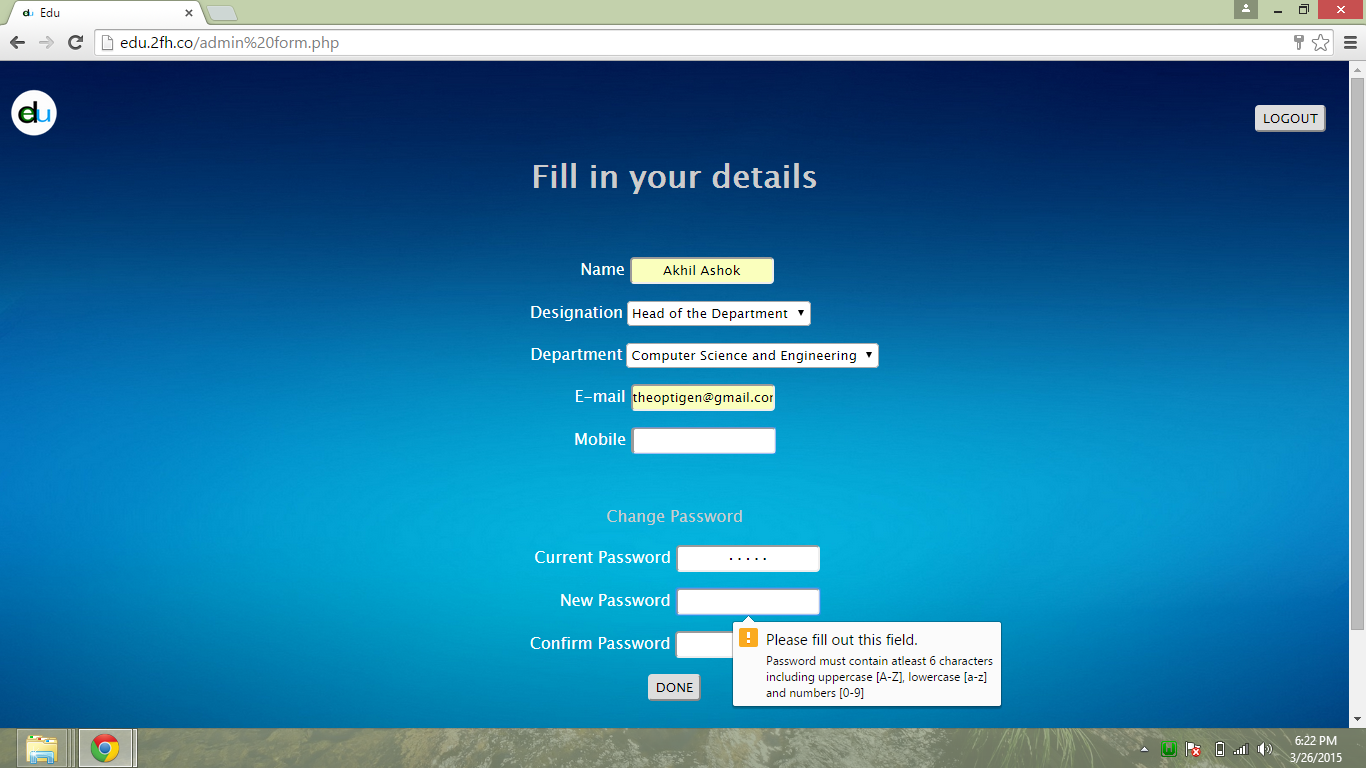 du Edu
edu.2fh.co/admin%20form.php
edu
LOGOUT
Fill in your details
Name Akhil Ashok
Designation Head of the Department
Department Computer Science and Engineering
E-mail theoptigen@gmail.com
Mobile
Change Password
Current Password .....
New Password
Please fill out this field.
Confirm Password
Password must contain atleast 6 characters
including uppercase [A-Z], lowercase [a-z]
and numbers [0-9]
DONE
6:22 PM
3/26/2015